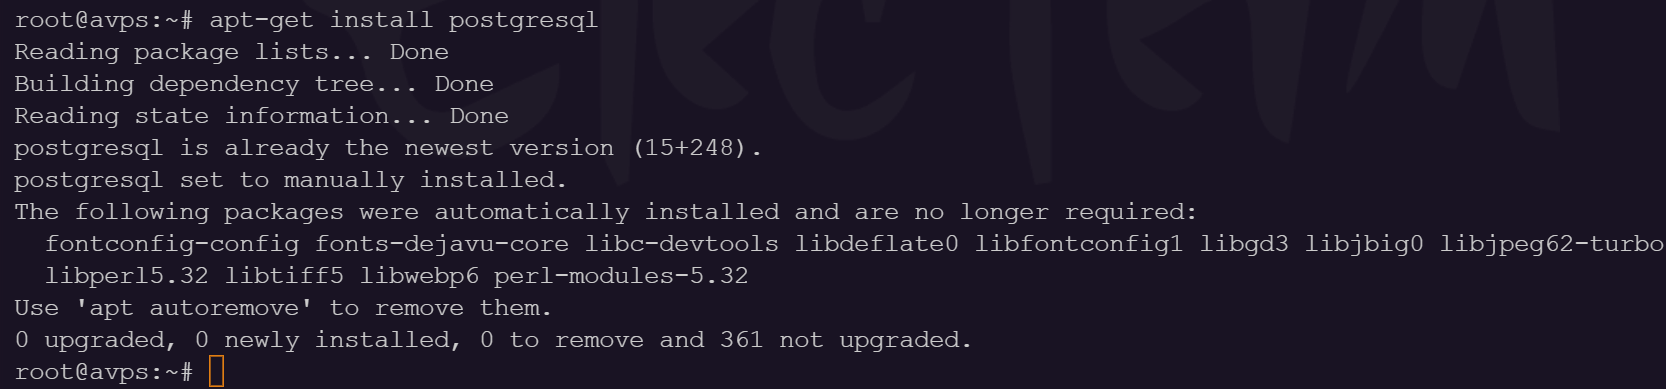 root@avps:~# apt-get install postgresql
Reading package lists... Done
Building dependency tree... Done
Reading state information... Done
postgresql is already the newest version (15+248).
postgresql set to manually installed.
The following packages were automatically installed and are no longer required:
  fontconfig-config fonts-dejavu-core libc-devtools libdeflate0 libfontconfig1 libgd3 libjbig0 libjpeg62-turbo
  libperl5.32 libtiff5 libwebp6 perl-modules-5.32
Use 'apt autoremove' to remove them.
0 upgraded, 0 newly installed, 0 to remove and 361 not upgraded.
root@avps:~#